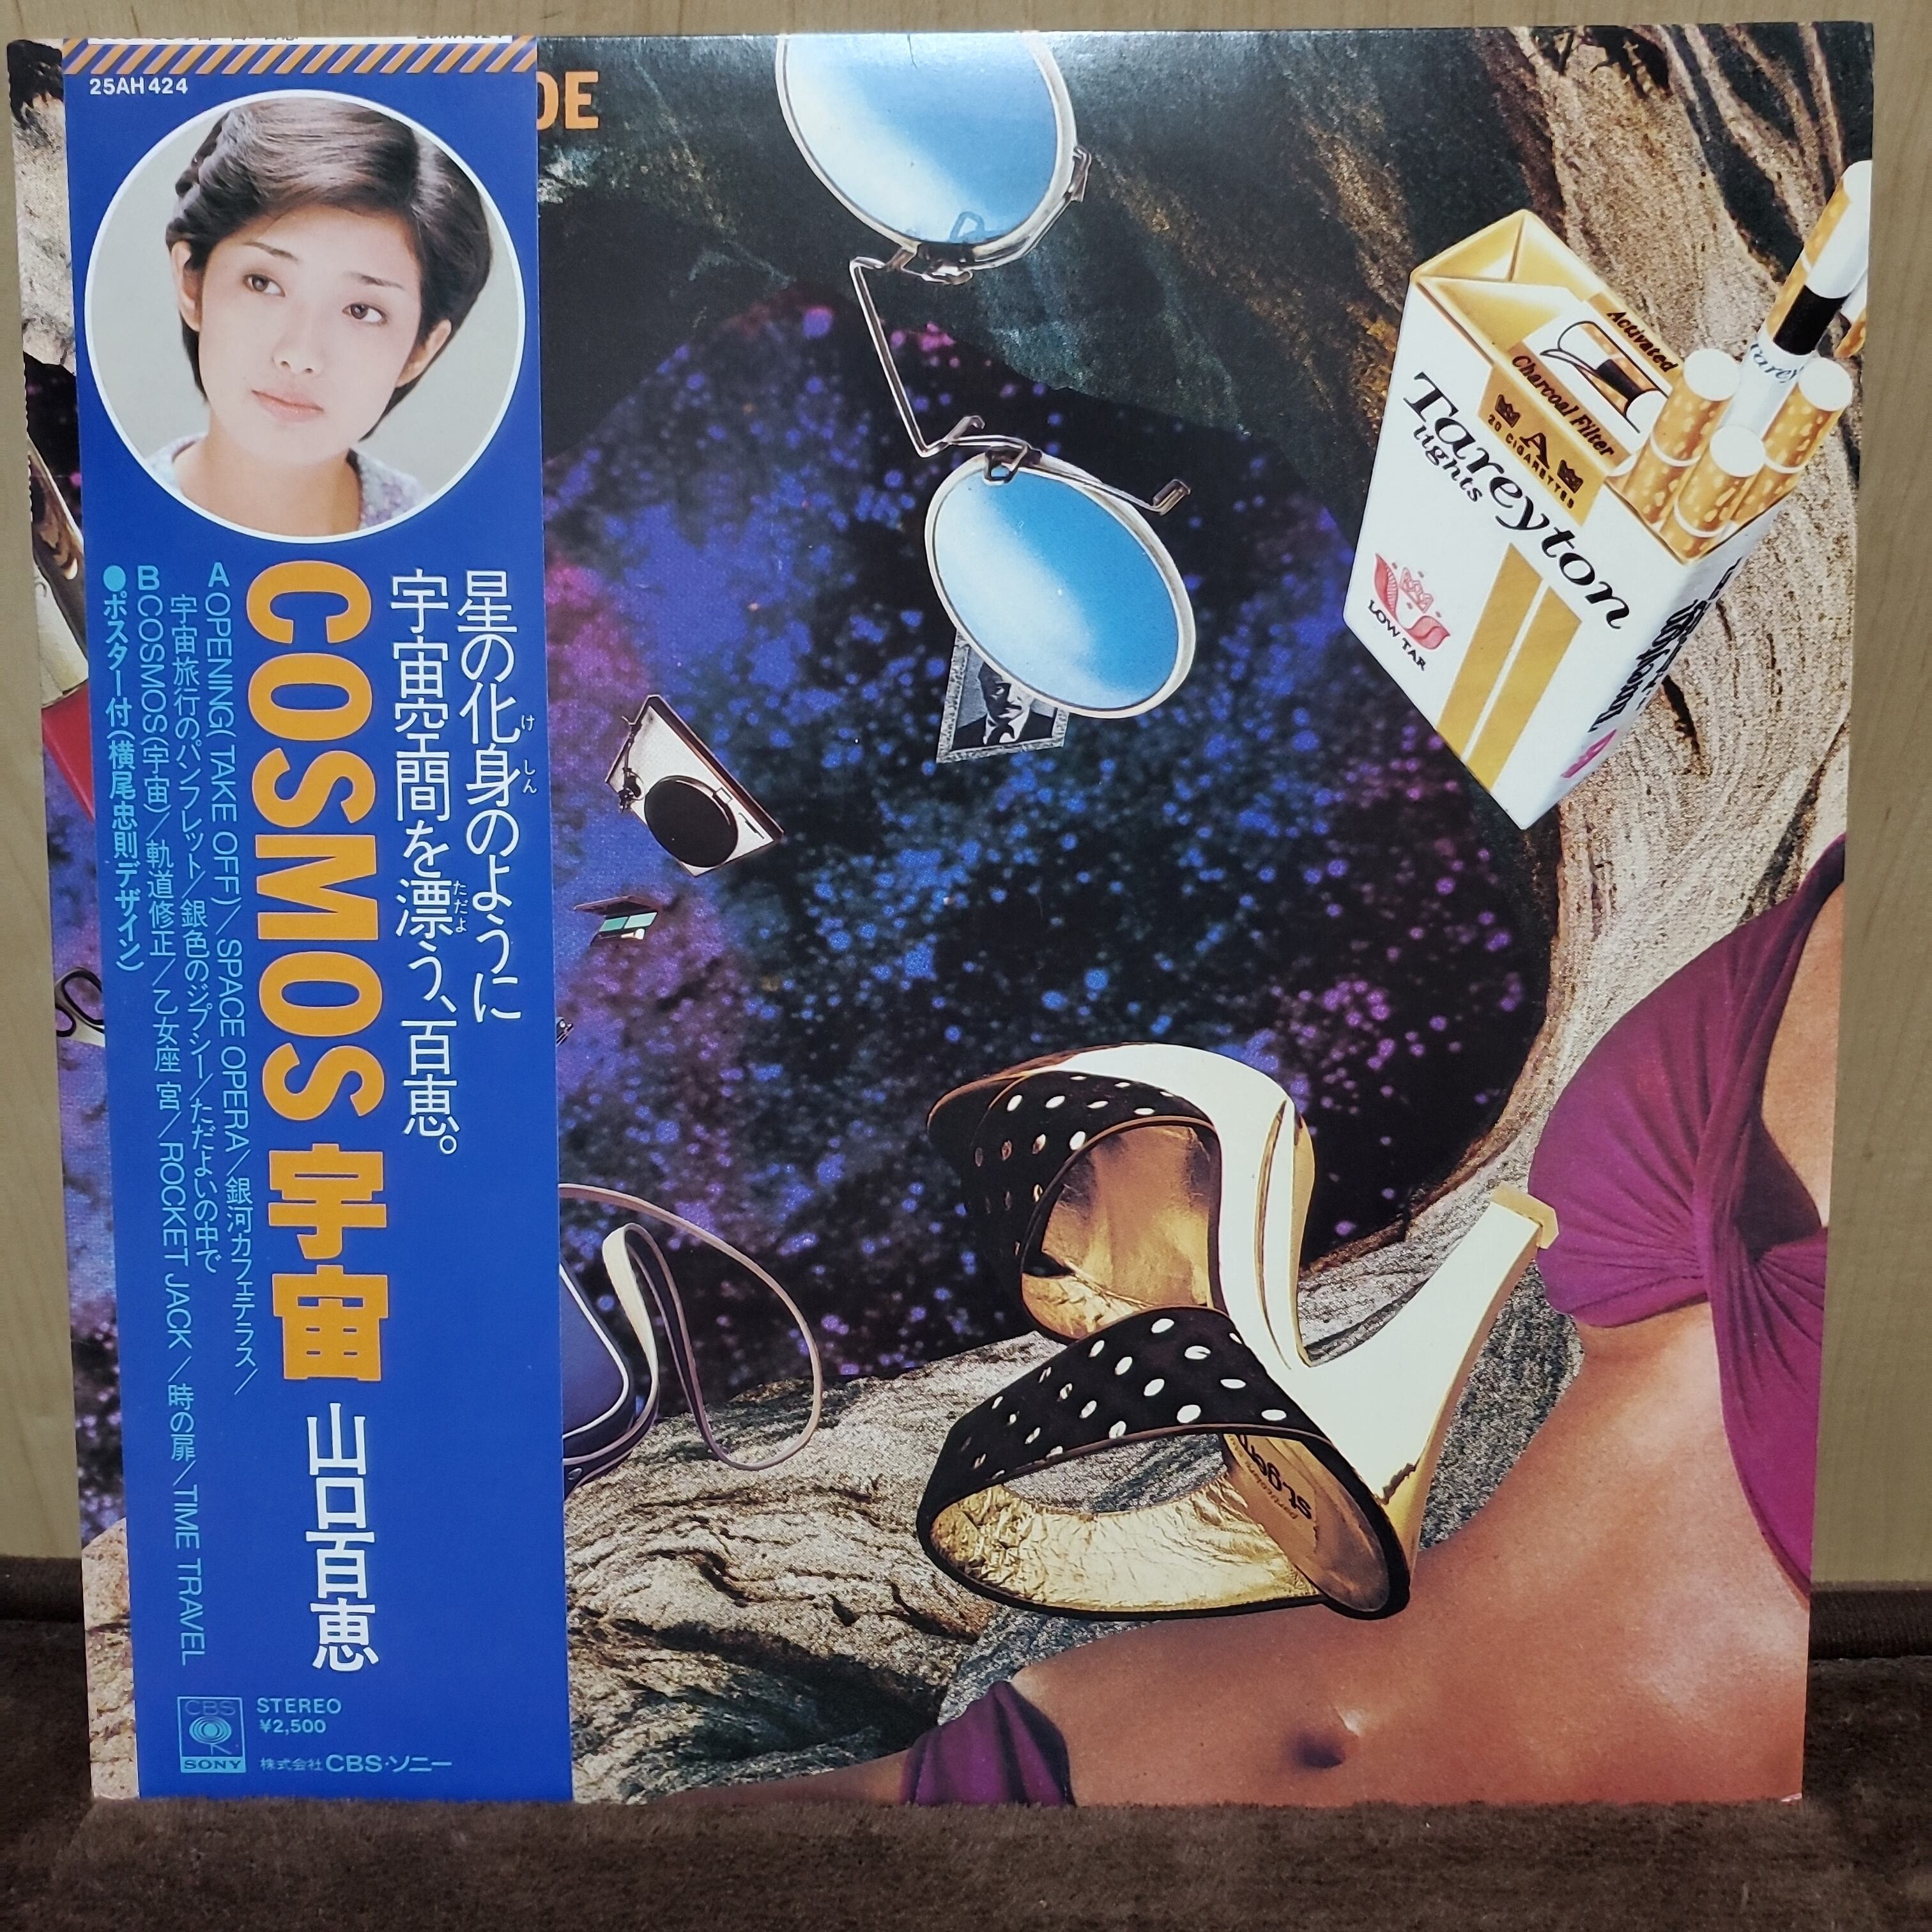 25AH424
DE
星の化身のように
けしん
宇宙空間を漂う、百恵。
ただよ
COSMOS 宇宙 山口百恵
A OPENING(TAKE OFF)/SPACE OPERA/銀河カフェテラス/
宇宙旅行のパンフレット/銀色のジプシー/ただよいの中で
B COSMOS(宇宙)/軌道修正/乙女座 宮/ROCKET JACK/時の扉/TIME TRAVEL
●ポスター付(横尾忠則デザイン)
CBS
SONY
STEREO
¥2,500
株式会社 CBS・ソニー
Activated
Charcoal Filter
A
20 CIGARETTES
Tareyton
lights
LOW TAR